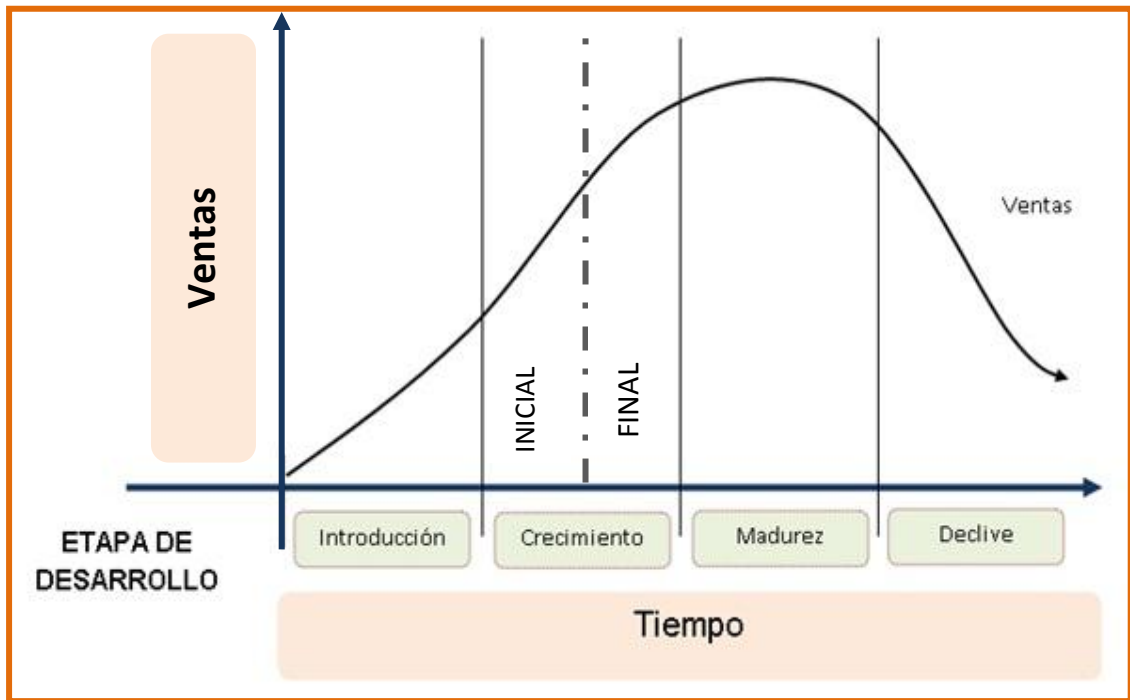 Ventas
Ventas
INICIAL
FINAL
ETAPA DE
DESARROLLO
Introducción
Crecimiento
Madurez
Declive
Tiempo